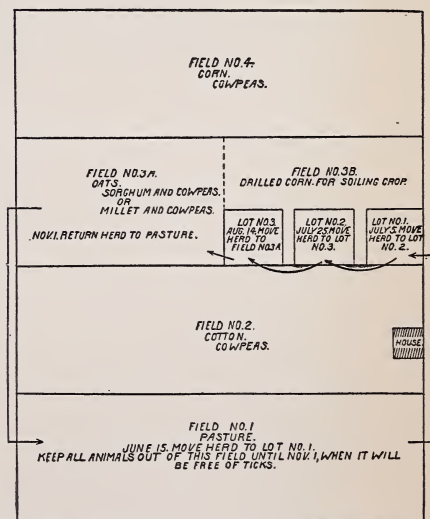 FIELD NO. 4.
CORN.
COWPEAS.
FIELD NO. 3A.
OATS.
SORGHUM AND COWPEAS.
OR
MILLET AND COWPEAS.
NOV. 1, RETURN HERD TO PASTURE.
FIELD NO. 3B.
DRILLED CORN. FOR SOILING CROP.
LOT NO. 3.
AUG. 14, MOVE
HERD TO
FIELD NO. 3A
LOT NO. 2.
JULY 25, MOVE
HERD TO LOT
NO. 3.
LOT NO. 1.
JULY 5, MOVE
HERD TO LOT
NO. 2.
FIELD NO. 2.
COTTON.
COWPEAS.
HOUSE.
FIELD NO. 1
PASTURE.
JUNE 15. MOVE HERD TO LOT NO. 1.
KEEP ALL ANIMALS OUT OF THIS FIELD UNTIL NOV. 1, WHEN IT WILL
BE FREE OF TICKS.